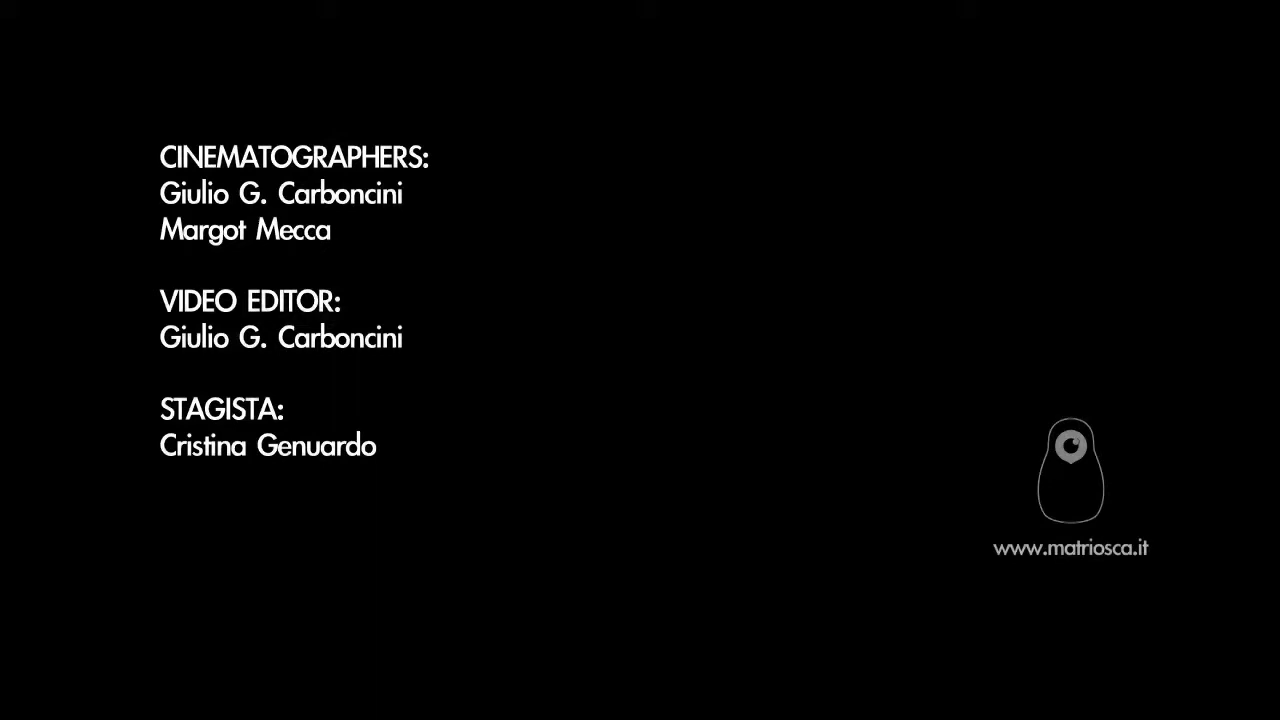 CINEMATOGRAPHERS:
Giulio G. Carboncini
Margot Mecca
VIDEO EDITOR:
Giulio G. Carboncini
STAGISTA:
Cristina Genuardo
www.matriosca.it